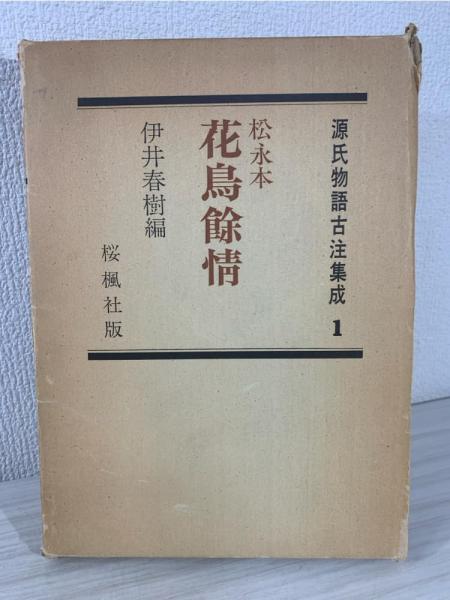 源氏物語古注集成 1
松永本
花鳥餘情
伊井春樹編
桜楓社版